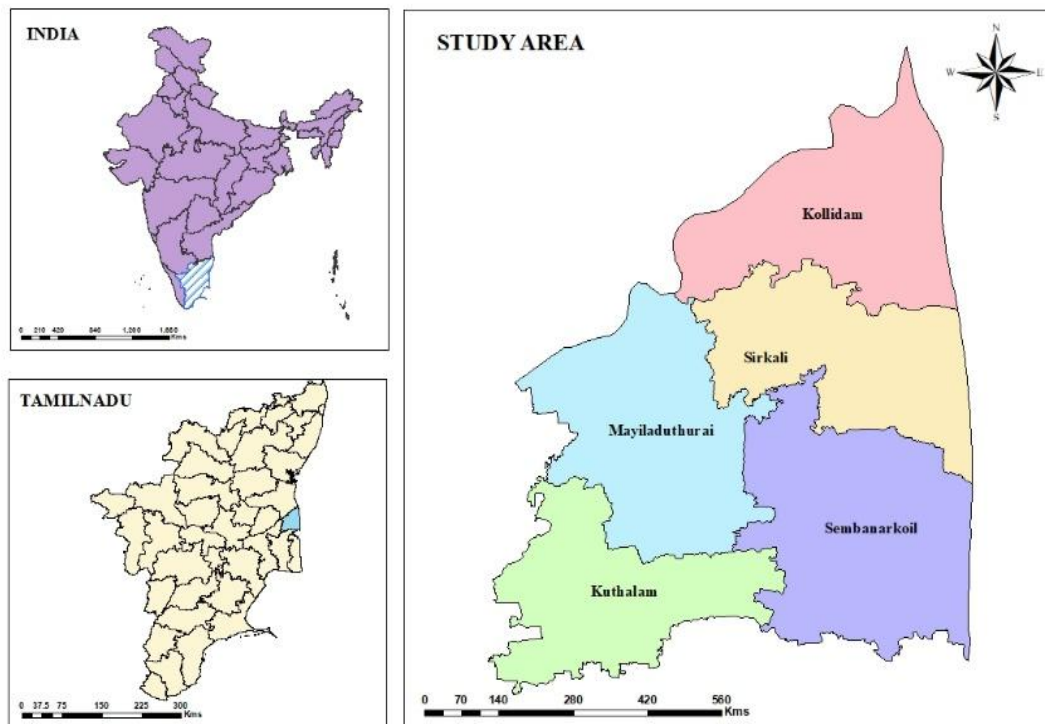 INDIA
0 210 420 840 1,260 1,680
Kms
TAMILNADU
0 37.5 75 150 225 300
Kms
STUDY AREA
N
W E
S
Kollidam
Sirkali
Mayiladuthurai
Sembanarkoil
Kuthalam
0 70 140 280 420 560
Kms